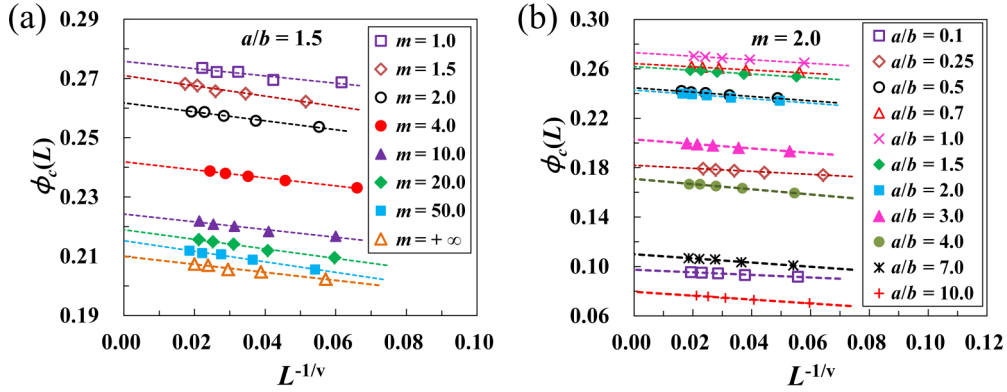 (a)
a/b = 1.5
ϕc(L)
0.29
0.27
0.25
0.23
0.21
0.19
0.00 0.02 0.04 0.06 0.08 0.10
L-1/v
m = 1.0
m = 1.5
m = 2.0
m = 4.0
m = 10.0
m = 20.0
m = 50.0
m = + ∞
(b)
m = 2.0
ϕc(L)
0.30
0.26
0.22
0.18
0.14
0.10
0.06
0.00 0.02 0.04 0.06 0.08 0.10 0.12
L-1/v
a/b = 0.1
a/b = 0.25
a/b = 0.5
a/b = 0.7
a/b = 1.0
a/b = 1.5
a/b = 2.0
a/b = 3.0
a/b = 4.0
a/b = 7.0
a/b = 10.0